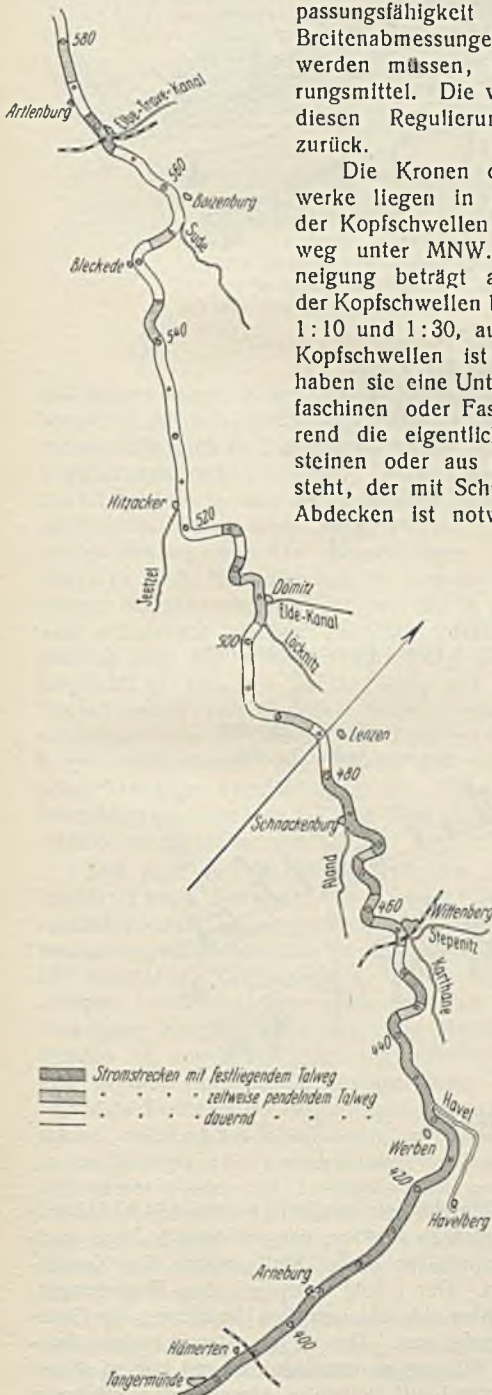 passungsfähigkeit
Breitenabmessunge
werden müssen,
rungsmittel. Die v
diesen Regulierun
zurück.
Die Kronen d
werke liegen in
der Kopfschwellen
weg unter MNW.
neigung beträgt a
der Kopfschwellen b
1:10 und 1:30, au
Kopfschwellen ist
haben sie eine Unt
faschinen oder Fas
rend die eigentlic
steinen oder aus
steht, der mit Sch
Abdecken ist notv
580
Artlenburg
Elbe-Trave-Kanal
560
Boizenburg
Sude
Bleckede
540
Hitzacker
520
Jeetzel
Dömitz
Elde-Kanal
Löcknitz
500
Lenzen
480
Schnackenburg
Aland
460
Wittenberg
Stepenitz
Karthane
440
Stromstrecken mit festliegendem Talweg
" " " zeitweise pendelndem Talweg
" " " dauernd " "
Havel
Werben
420
Havelberg
Arneburg
400
Hämerten
Tangermünde